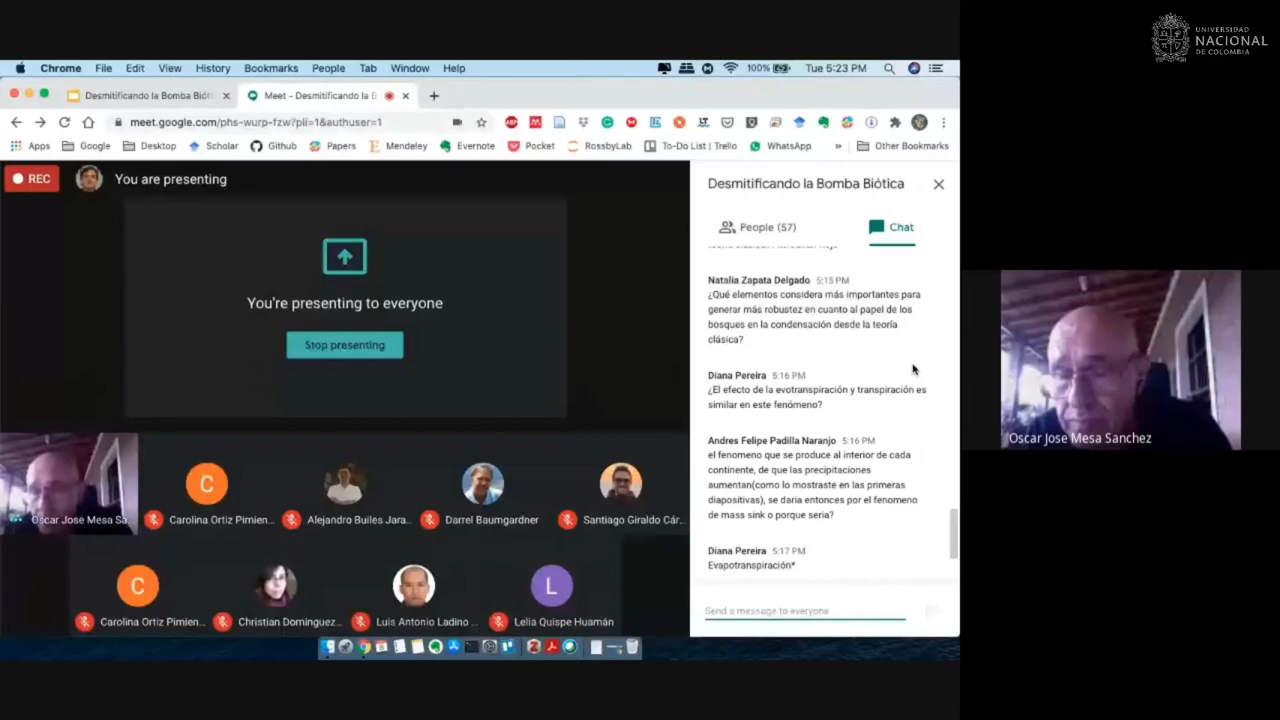 UNIVERSIDAD
NACIONAL
DE COLOMBIA
Chrome File Edit View History Bookmarks People Tab Window Help
100% Tue 5:23 PM
Desmitificando la Bomba Bióti
Meet - Desmitificando la B
meet.google.com/phs-wurp-fzw?pli=1&authuser=1
Apps Google Desktop Scholar Github Papers Mendeley Evernote Pocket RossbyLab To-Do List | Trello WhatsApp » Other Bookmarks
REC
You are presenting
You're presenting to everyone
Stop presenting
Oscar Jose Mesa Sa...
Carolina Ortiz Pimien...
Alejandro Builes Jara...
Darrel Baumgardner
Santiago Giraldo Cár...
C
C
L
Carolina Ortiz Pimien...
Christian Dominguez...
Luis Antonio Ladino ...
Lelia Quispe Huamán
Desmitificando la Bomba Biótica
People (57)
Chat
Natalia Zapata Delgado 5:15 PM
¿Qué elementos considera más importantes para
generar más robustez en cuanto al papel de los
bosques en la condensación desde la teoría
clásica?
Diana Pereira 5:16 PM
¿El efecto de la evotranspiración y transpiración es
similar en este fenómeno?
Andres Felipe Padilla Naranjo 5:16 PM
el fenomeno que se produce al interior de cada
continente, de que las precipitaciones
aumentan(como lo mostraste en las primeras
diapositivas), se daria entonces por el fenomeno
de mass sink o porque seria?
Diana Pereira 5:17 PM
Evapotranspiración*
Send a message to everyone
Oscar Jose Mesa Sanchez